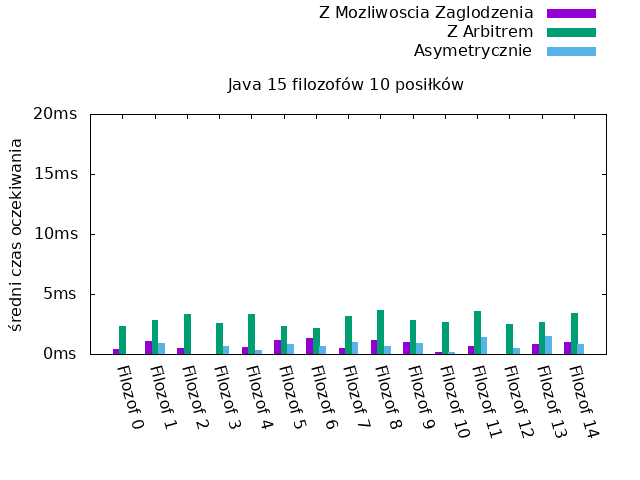 Z Mozliwoscia Zaglodzenia
Z Arbitrem
Asymetrycznie
Java 15 filozofów 10 posiłków
średni czas oczekiwania
20ms
15ms
10ms
5ms
0ms
Filozof 0
Filozof 1
Filozof 2
Filozof 3
Filozof 4
Filozof 5
Filozof 6
Filozof 7
Filozof 8
Filozof 9
Filozof 10
Filozof 11
Filozof 12
Filozof 13
Filozof 14